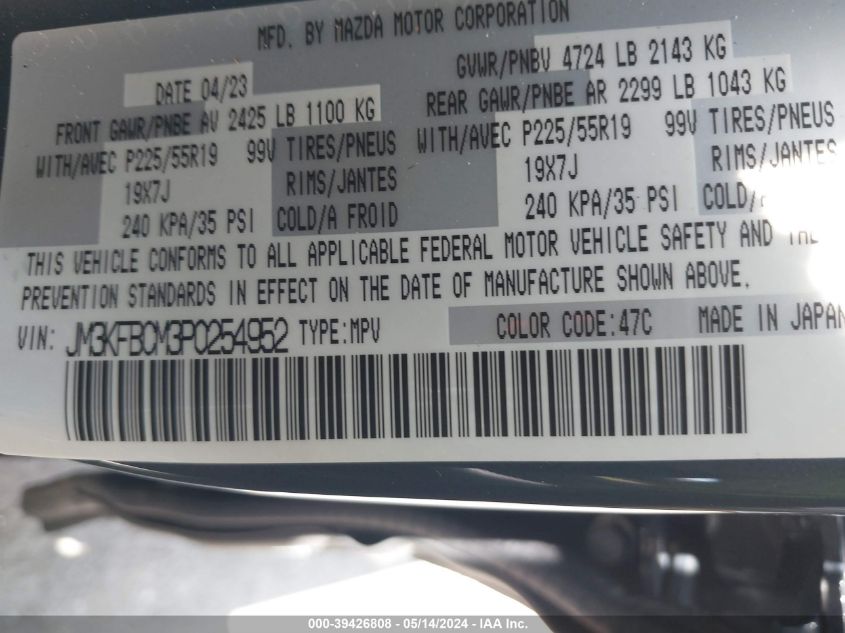 MFD. BY MAZDA MOTOR CORPORATION
DATE 04/23 GVWR/PNBV 4724 LB 2143 KG
FRONT GAWR/PNBE AV 2425 LB 1100 KG REAR GAWR/PNBE AR 2299 LB 1043 KG
WITH/AVEC P225/55R19 99V TIRES/PNEUS WITH/AVEC P225/55R19 99V TIRES/PNEUS
19X7J RIMS/JANTES 19X7J RIMS/JANTES
240 KPA/35 PSI COLD/A FROID 240 KPA/35 PSI COLD/
THIS VEHICLE CONFORMS TO ALL APPLICABLE FEDERAL MOTOR VEHICLE SAFETY AND
PREVENTION STANDARDS IN EFFECT ON THE DATE OF MANUFACTURE SHOWN ABOVE.
VIN: JM3KFBCM3P0254952 TYPE:MPV COLOR CODE:47C MADE IN JAPAN
000-39426808 - 05/14/2024 - IAA Inc.